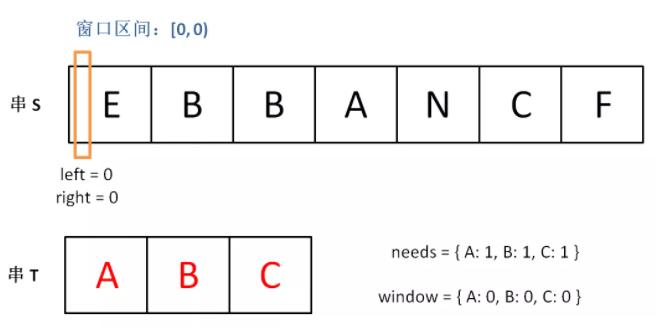 窗口区间：[0, 0)
串 S
E B B A N C F
left = 0
right = 0
串 T
A B C
needs = { A: 1, B: 1, C: 1 }
window = { A: 0, B: 0, C: 0 }